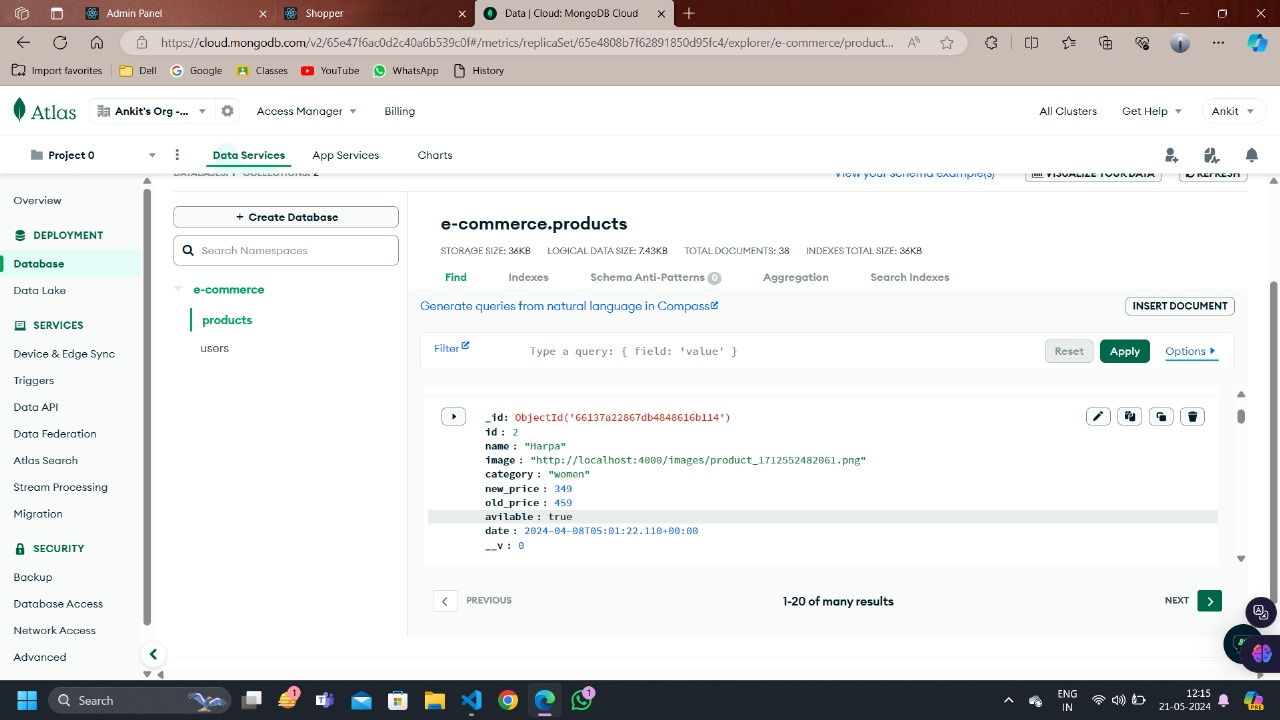 Admin Panel
Shopper
Data | Cloud: MongoDB Cloud
https://cloud.mongodb.com/v2/65e47f6ac0d2c40a6b539c0f#/metrics/replicaSet/65e4808b7f62891850d95fc4/explorer/e-commerce/produc...
Import favorites
Dell
Google
Classes
YouTube
WhatsApp
History
Atlas
Ankit's Org -...
Access Manager
Billing
All Clusters
Get Help
Ankit
Project 0
Data Services
App Services
Charts
DATABASES: 1 COLLECTIONS: 2
View your schema example(s)
VISUALIZE YOUR DATA
REFRESH
Overview
DEPLOYMENT
Database
Data Lake
SERVICES
Device & Edge Sync
Triggers
Data API
Data Federation
Atlas Search
Stream Processing
Migration
SECURITY
Backup
Database Access
Network Access
Advanced
+ Create Database
Search Namespaces
e-commerce
products
users
e-commerce.products
STORAGE SIZE: 36KB LOGICAL DATA SIZE: 7.43KB TOTAL DOCUMENTS: 38 INDEXES TOTAL SIZE: 36KB
Find
Indexes
Schema Anti-Patterns 0
Aggregation
Search Indexes
Generate queries from natural language in Compass
INSERT DOCUMENT
Filter
Type a query: { field: 'value' }
Reset
Apply
Options
_id: ObjectId('66137a22867db4848616b114')
id : 2
name : "Harpa"
image : "http://localhost:4000/images/product_1712552482061.png"
category : "women"
new_price : 349
old_price : 459
avilable : true
date : 2024-04-08T05:01:22.110+00:00
__v : 0
PREVIOUS
1-20 of many results
NEXT
Search
1
1
ENG
IN
12:15
21-05-2024
PRE